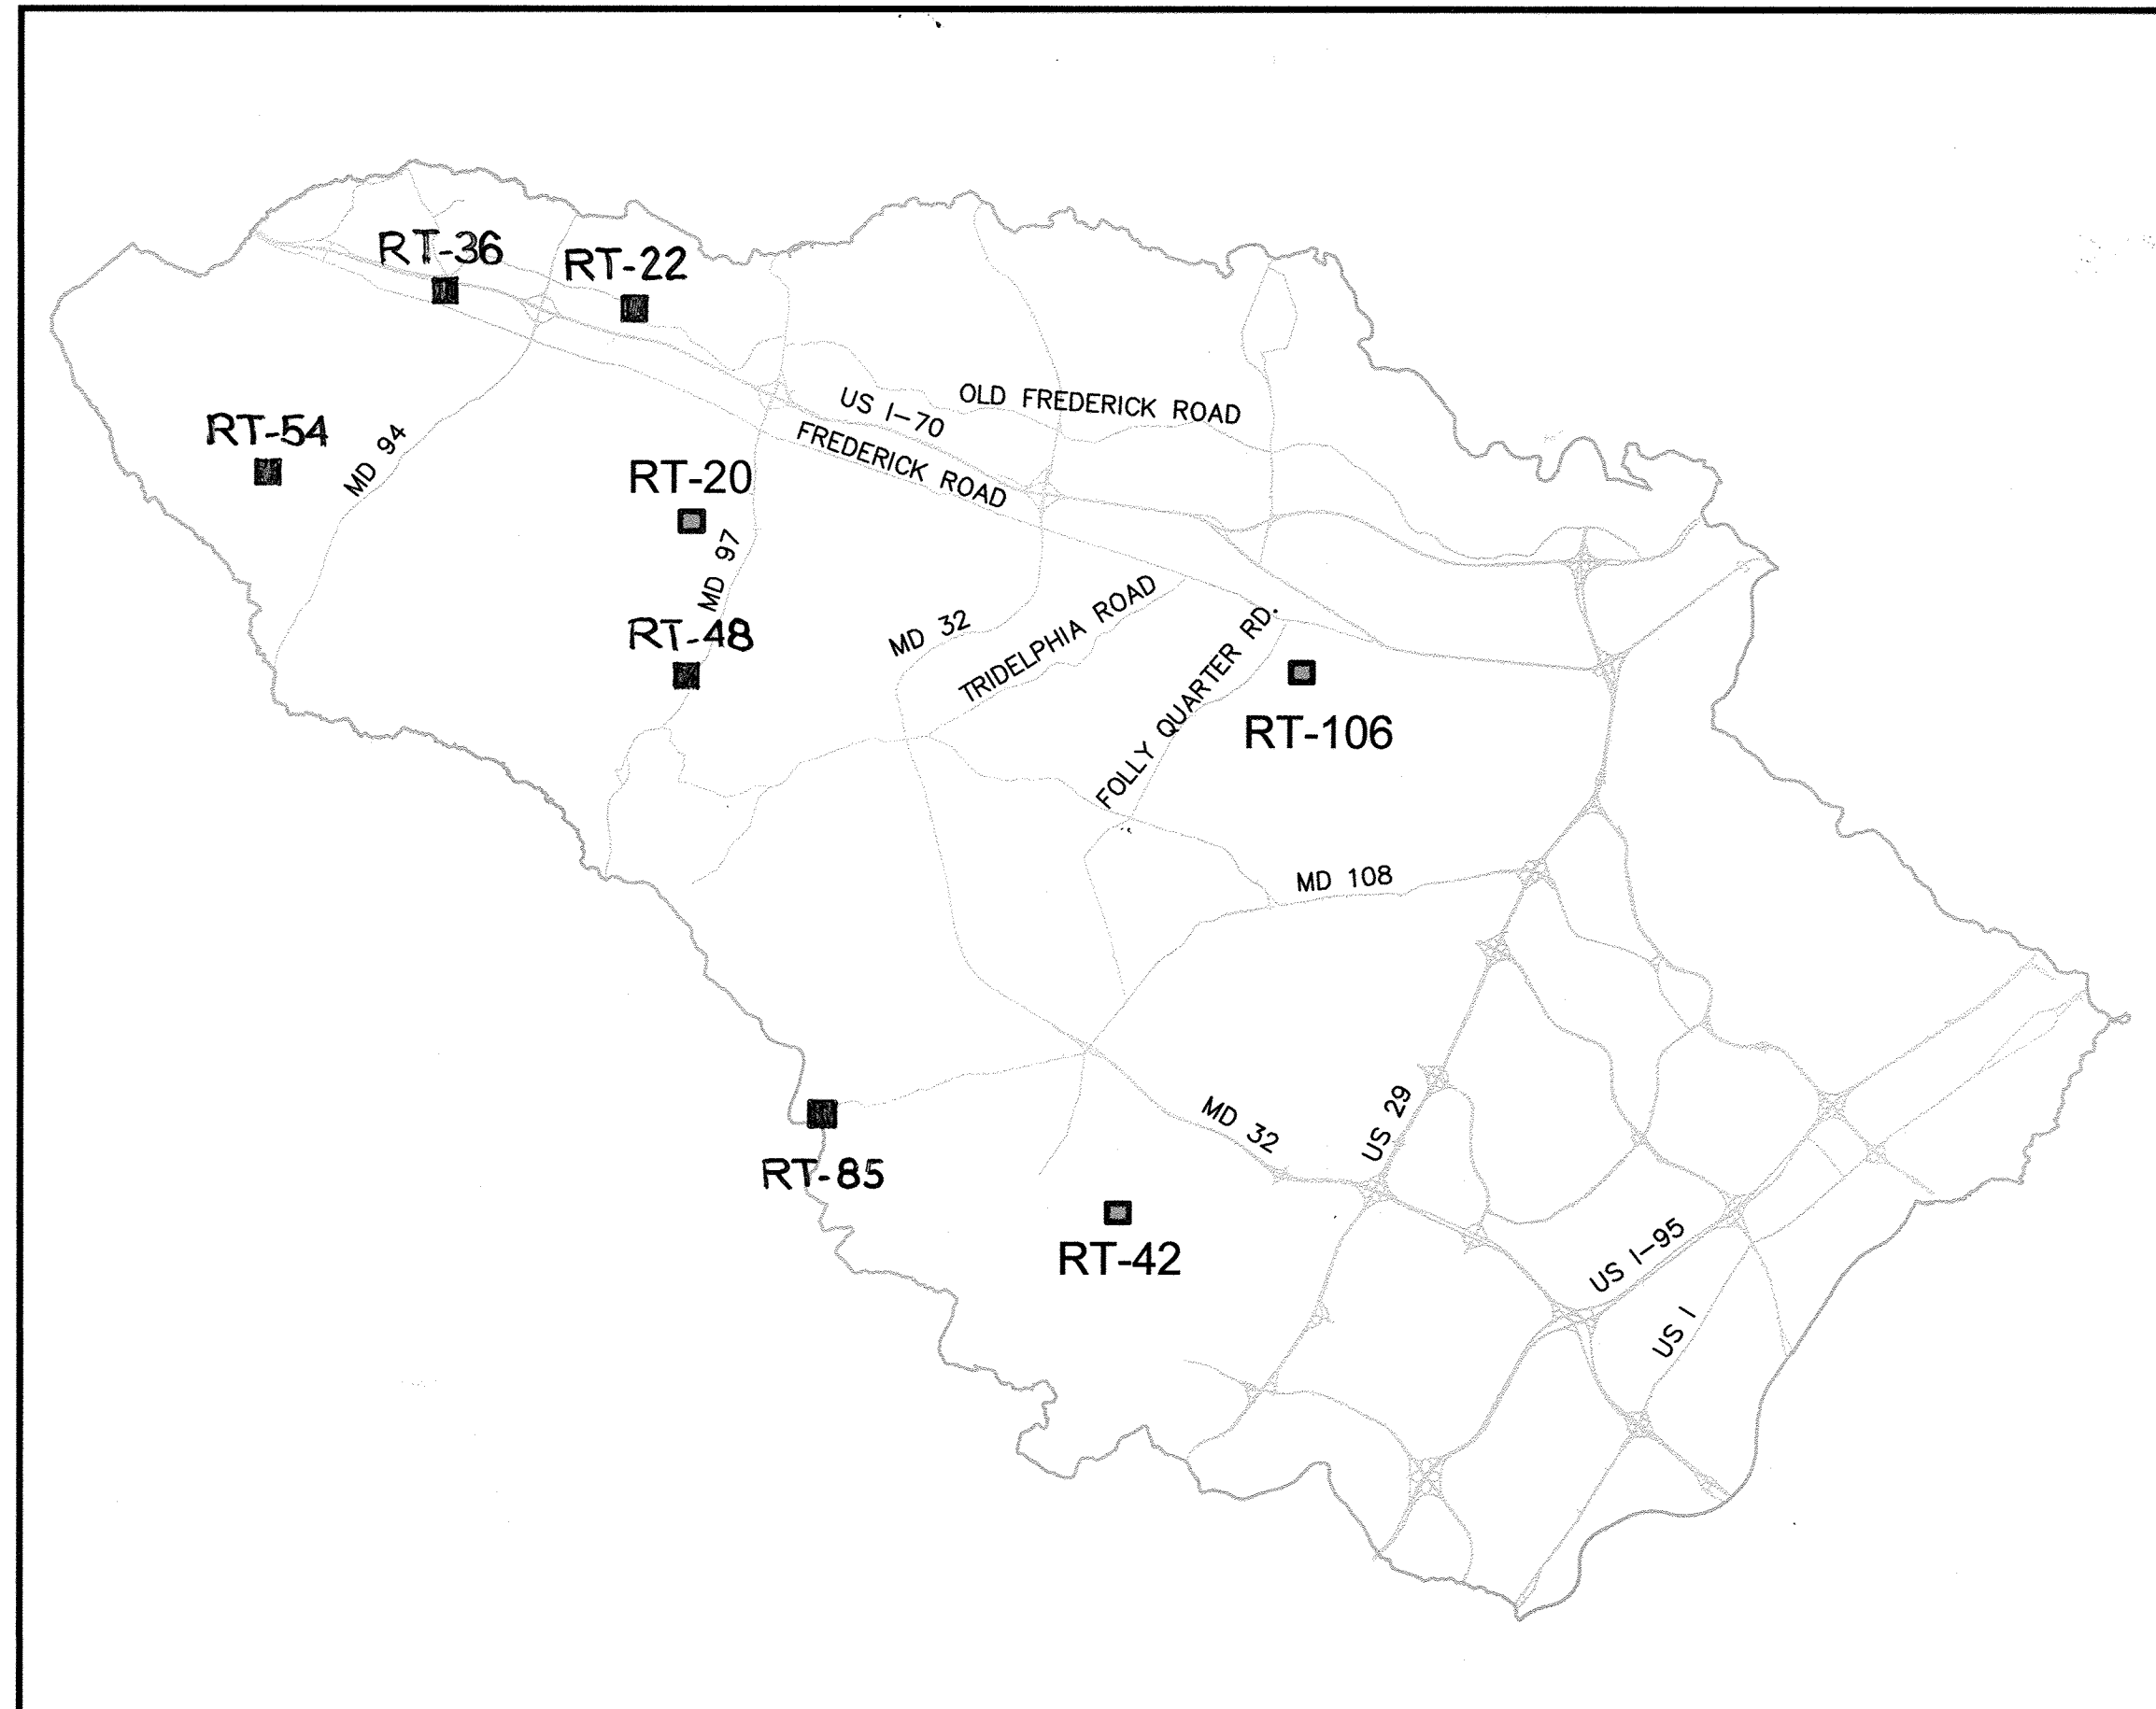 RT-36
RT-22
OLD FREDERICK ROAD
US I-70
FREDERICK ROAD
RT-54
MD 94
RT-20
MD 97
RT-48
MD 32
TRIDELPHIA ROAD
FOLLY QUARTER RD.
RT-106
MD 108
RT-85
MD 32
US 29
RT-42
US I-95
US 1